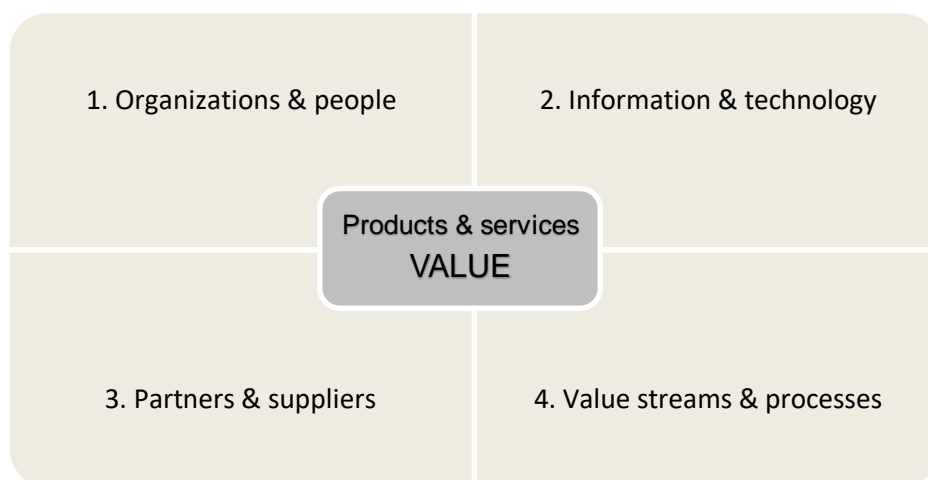 1. Organizations & people
2. Information & technology
Products & services
VALUE
3. Partners & suppliers
4. Value streams & processes